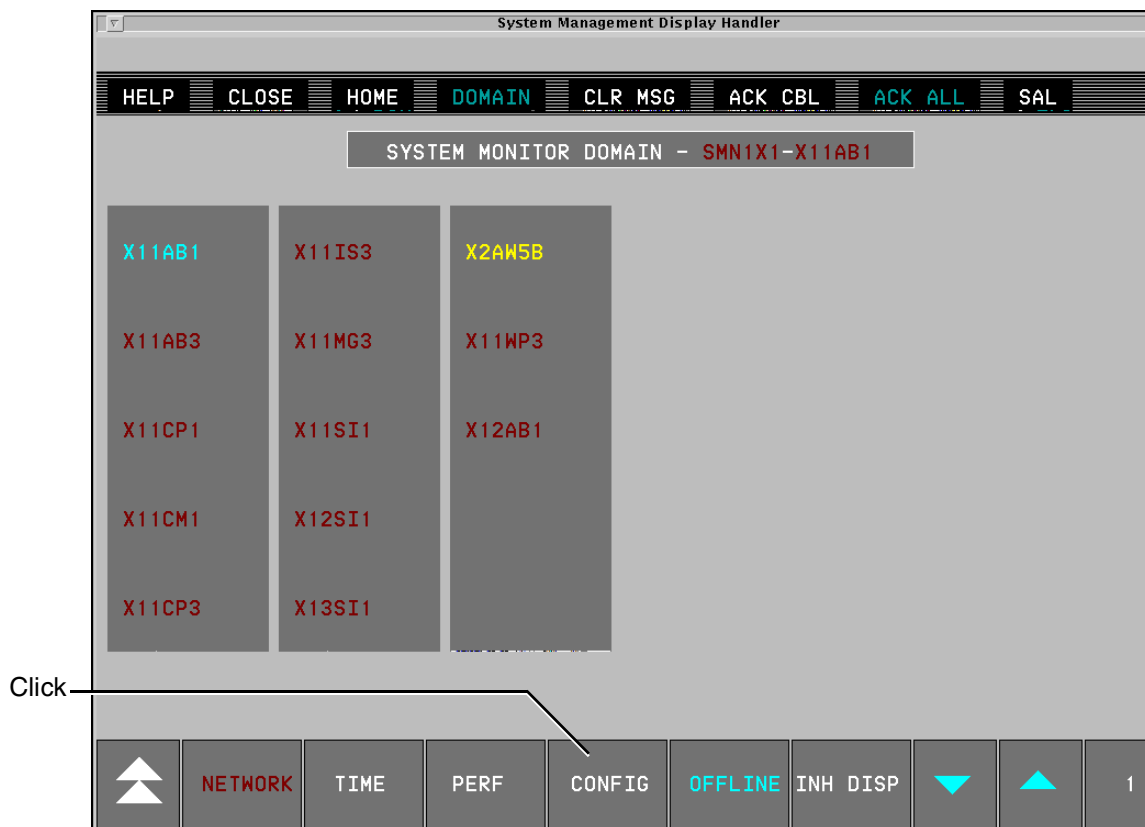 System Management Display Handler
HELP CLOSE HOME DOMAIN CLR MSG ACK CBL ACK ALL SAL
SYSTEM MONITOR DOMAIN - SMN1X1-X11AB1
X11AB1 X11IS3 X2AW5B
X11AB3 X11MG3 X11WP3
X11CP1 X11SI1 X12AB1
X11CM1 X12SI1
X11CP3 X13SI1
Click
NETWORK TIME PERF CONFIG OFFLINE INH DISP 1